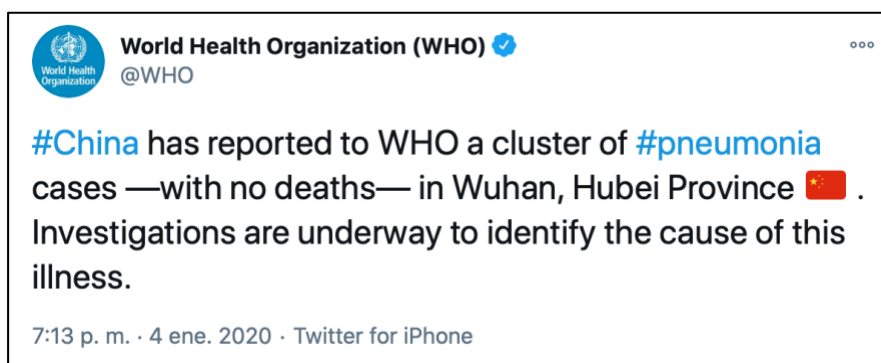 World Health Organization (WHO)
@WHO
World Health
Organization
#China has reported to WHO a cluster of #pneumonia
cases —with no deaths— in Wuhan, Hubei Province 🇨🇳 .
Investigations are underway to identify the cause of this
illness.
7:13 p. m. · 4 ene. 2020 · Twitter for iPhone